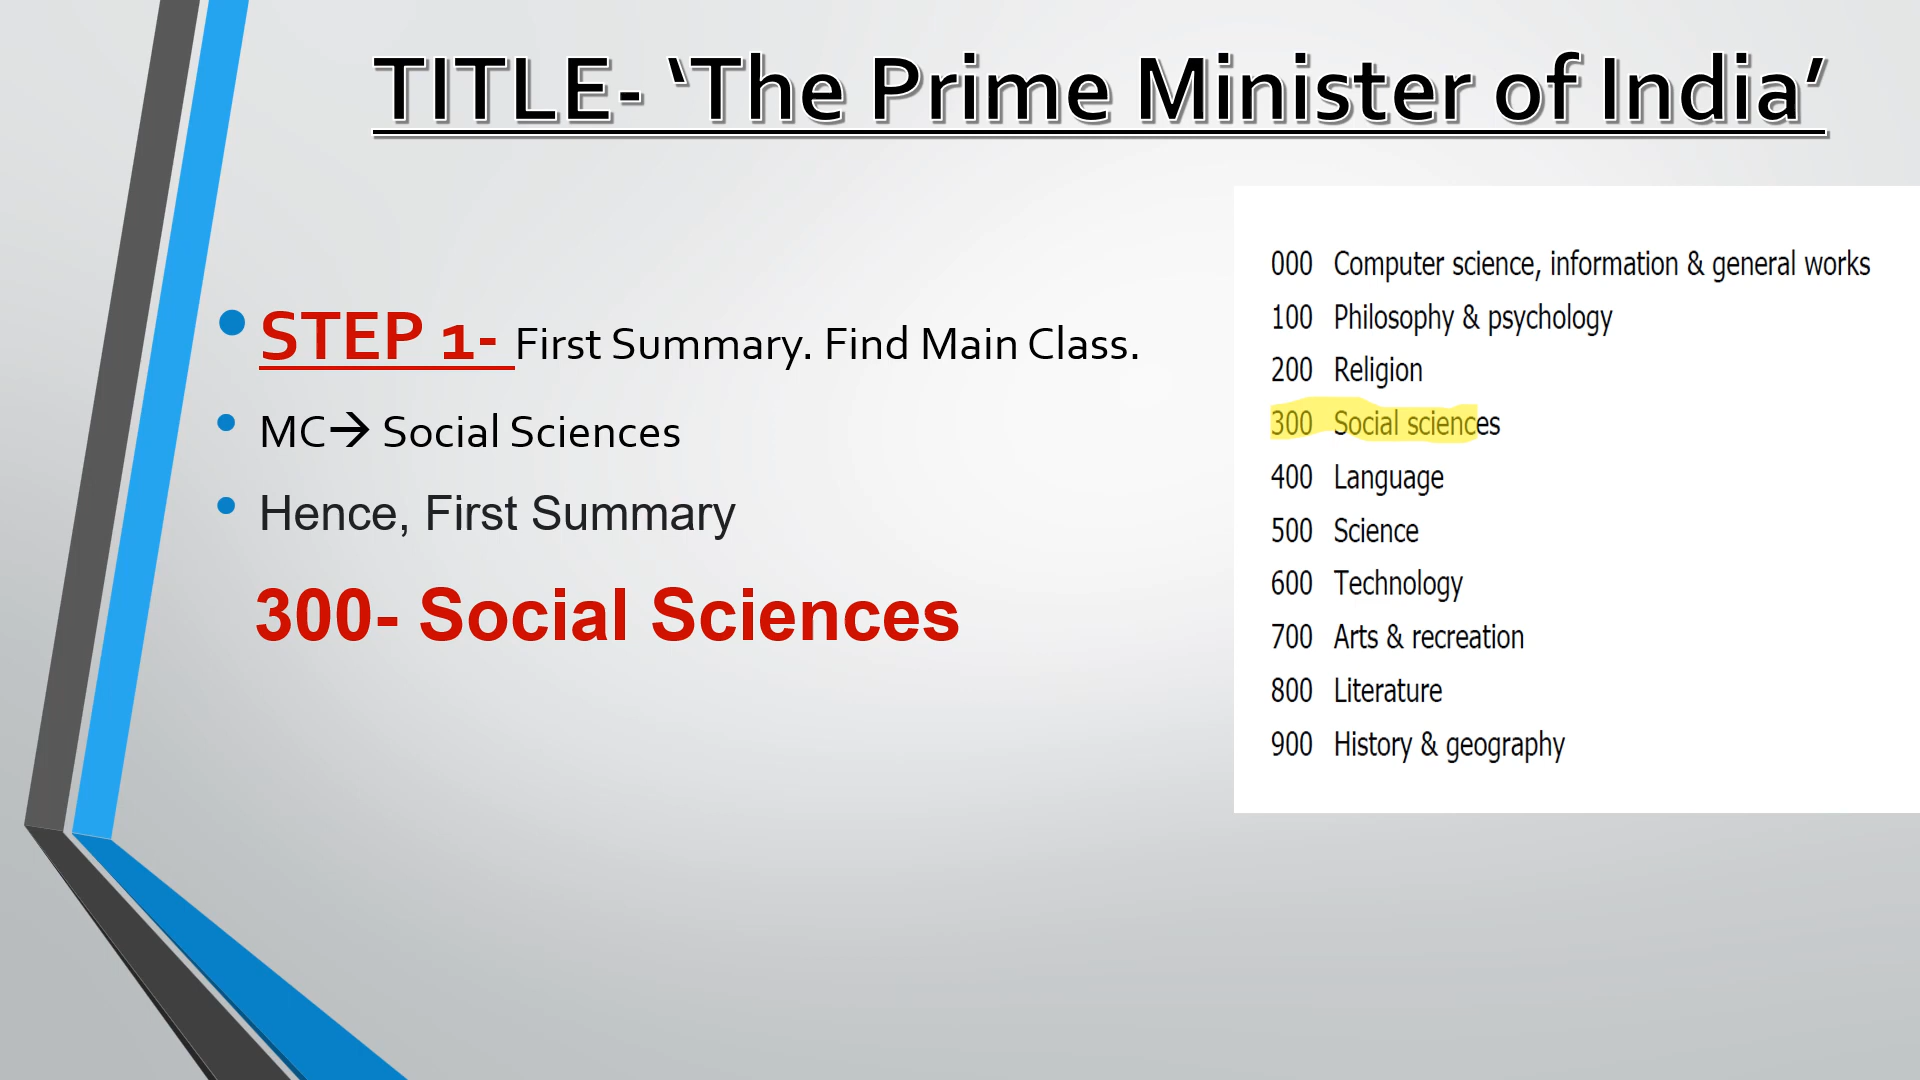 TITLE- ‘The Prime Minister of India’
STEP 1- First Summary. Find Main Class.
MC→ Social Sciences
Hence, First Summary
300- Social Sciences
000 Computer science, information & general works
100 Philosophy & psychology
200 Religion
300 Social sciences
400 Language
500 Science
600 Technology
700 Arts & recreation
800 Literature
900 History & geography